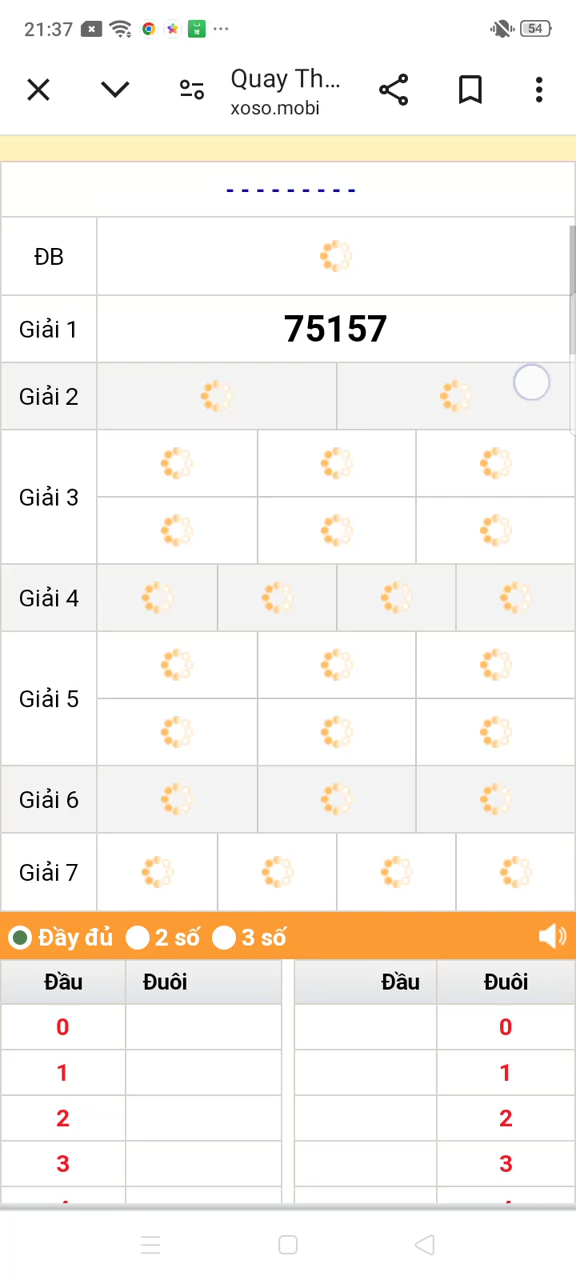 21:37 54
Quay Th...
xoso.mobi
- - - - - - - - -
ĐB
Giải 1 75157
Giải 2
Giải 3
Giải 4
Giải 5
Giải 6
Giải 7
Đầy đủ 2 số 3 số
Đầu Đuôi Đầu Đuôi
0 0
1 1
2 2
3 3